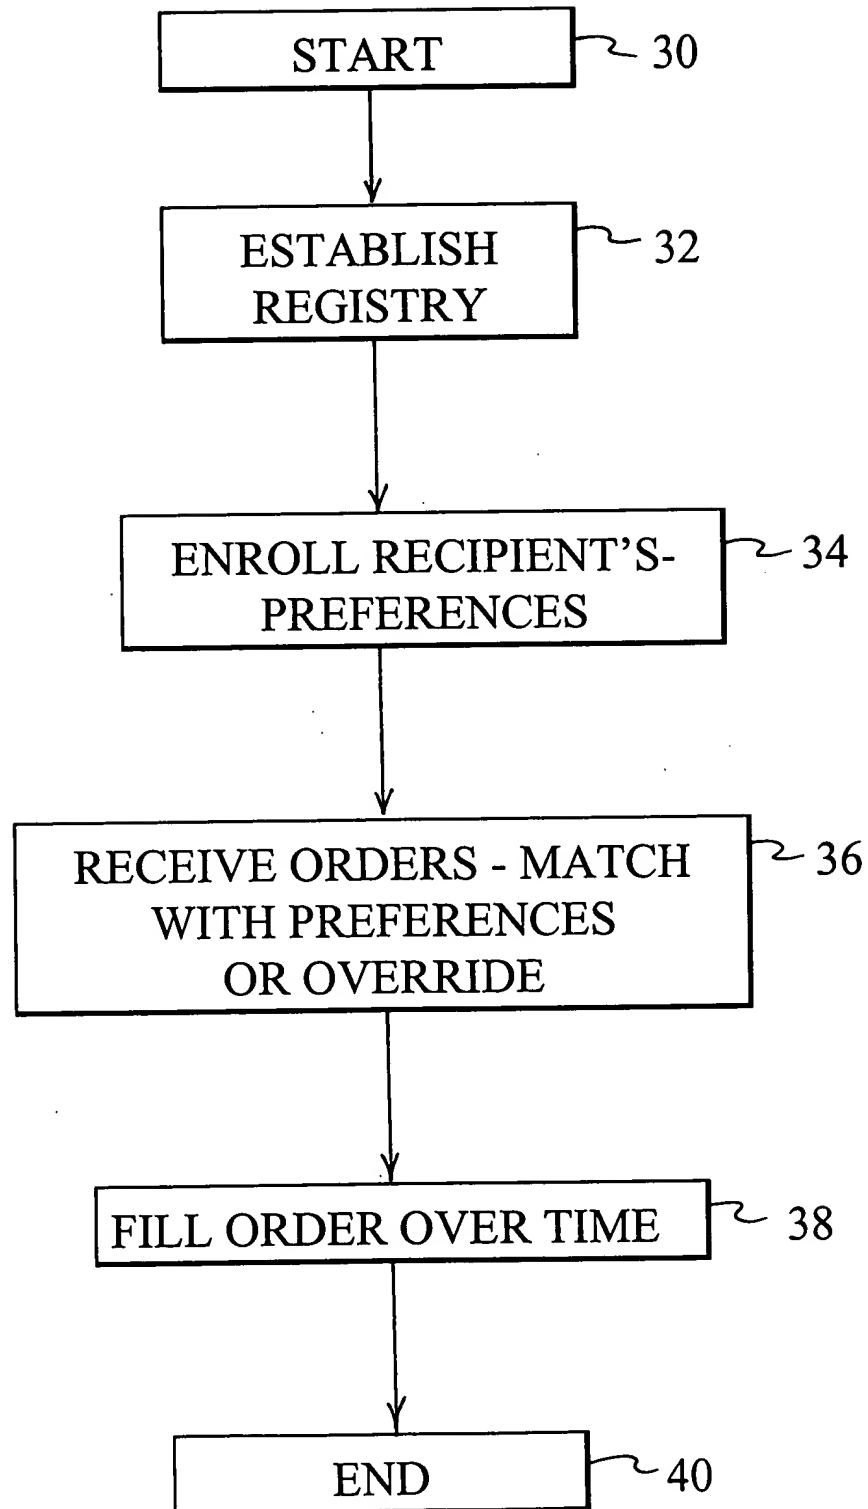 START
30
ESTABLISH
REGISTRY
32
ENROLL RECIPIENT'S-
PREFERENCES
34
RECEIVE ORDERS - MATCH
WITH PREFERENCES
OR OVERRIDE
36
FILL ORDER OVER TIME
38
END
40